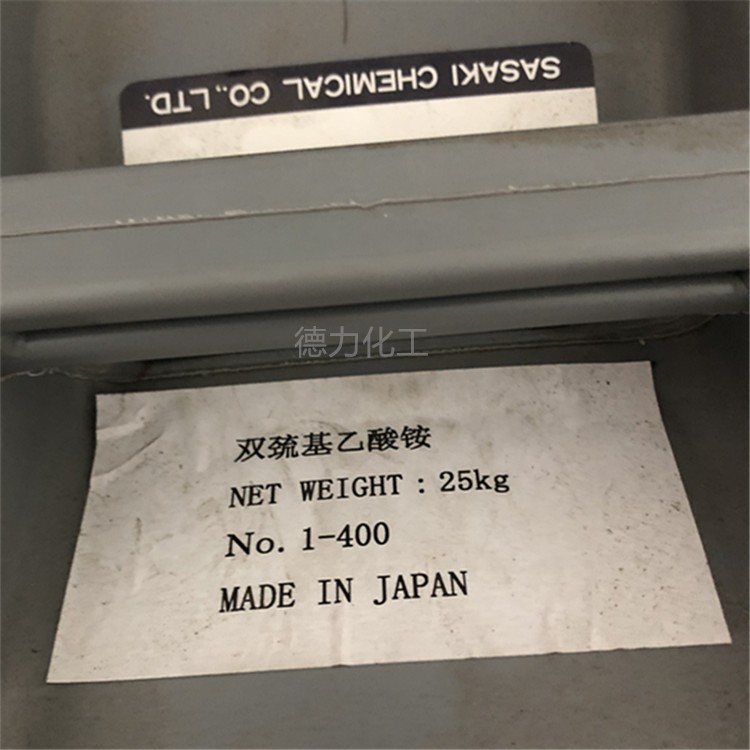 SASAKI CHEMICAL CO.,LTD.
德力化工
双巯基乙酸铵
NET WEIGHT : 25kg
No. 1-400
MADE IN JAPAN